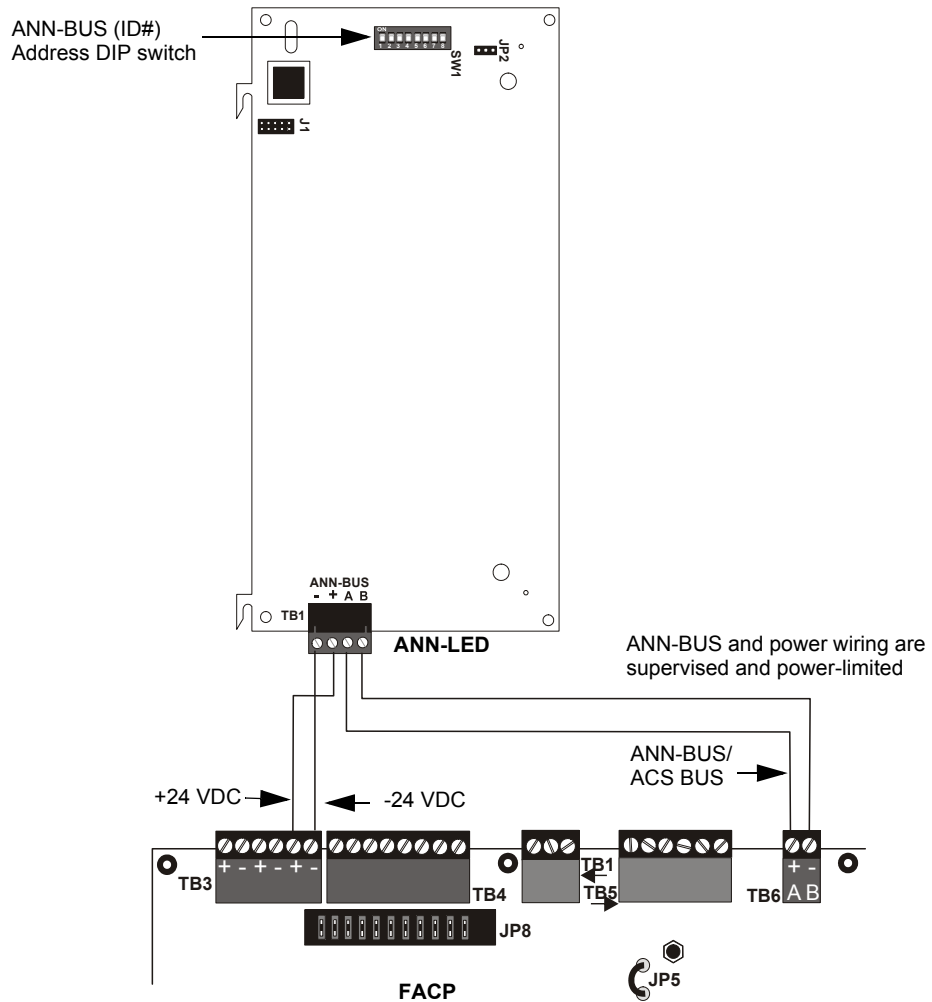 ANN-BUS (ID#)
Address DIP switch
ON
1 2 3 4 5 6 7 8
SW1
JP2
J1
ANN-BUS
- + A B
TB1
ANN-LED
ANN-BUS and power wiring are
supervised and power-limited
ANN-BUS/
ACS BUS
+24 VDC
-24 VDC
+ - + - + -
TB3
TB4
TB1
TB5
+ -
TB6
A B
JP8
JP5
FACP